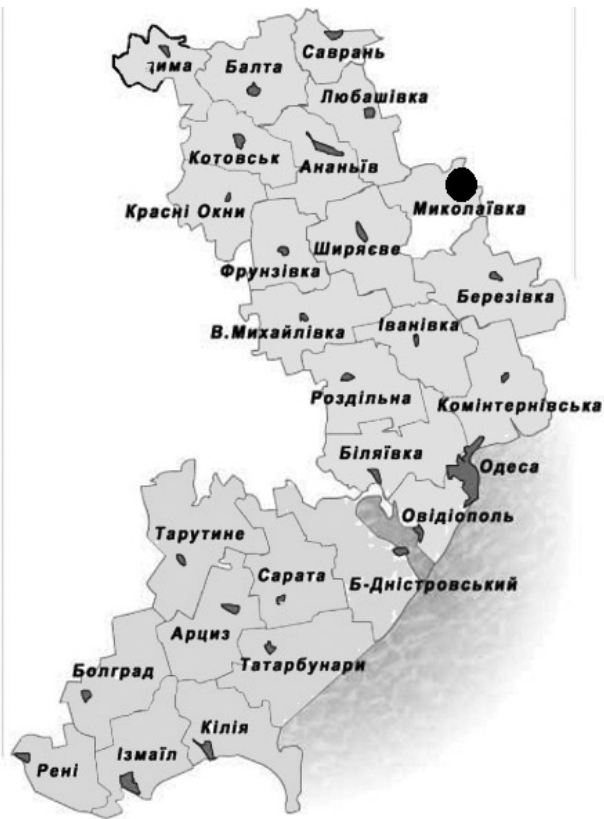 Саврань
Балта
Любашівка
Котовськ
Ананьїв
Красні Окни
Миколаївка
Ширяєве
Фрунзівка
Березівка
В.Михайлівка
Іванівка
Роздільна
Комінтернівська
Біляївка
Одеса
Овідіополь
Тарутине
Сарата
Б-Дністровський
Арциз
Татарбунари
Болград
Кілія
Ізмаїл
Рені